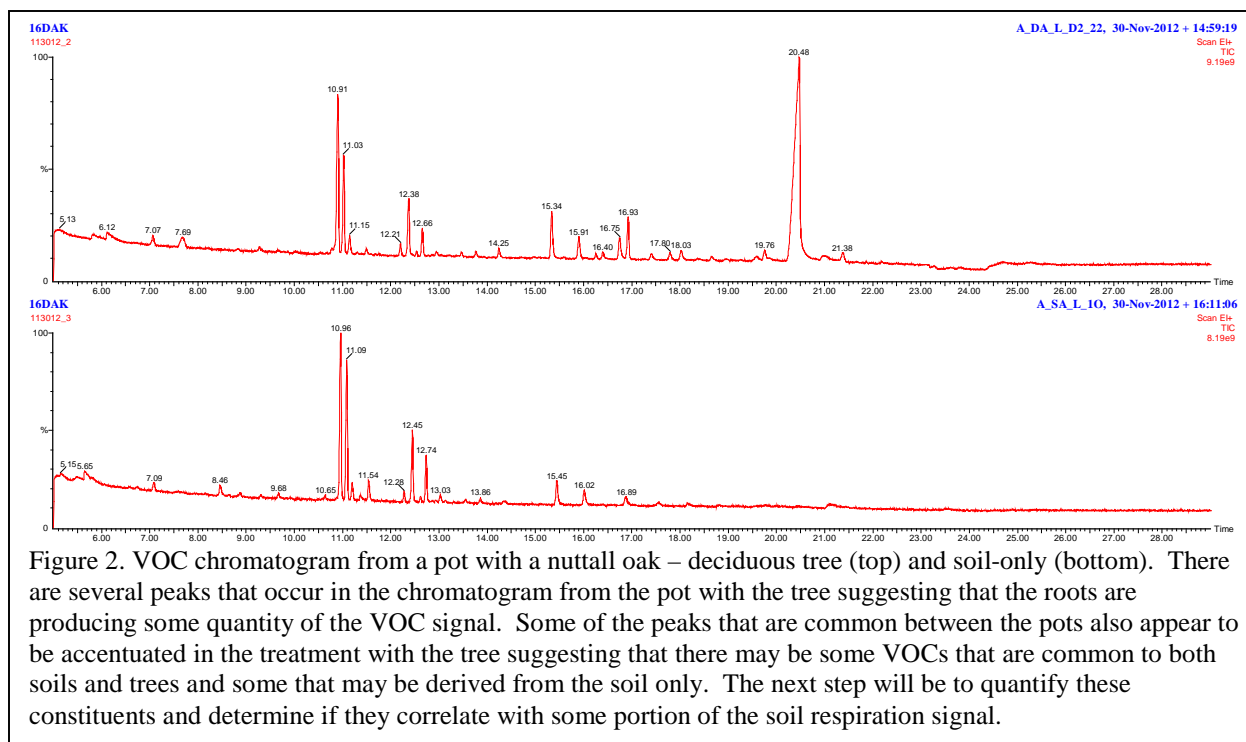 16DAK
A_DA_L_D2_22, 30-Nov-2012 + 14:59:19
113012_2
Scan EI+
TIC
9.19e9
100
%
0
5.13
6.12
7.07
7.69
10.91
11.03
11.15
12.21
12.38
12.66
14.25
15.34
15.91
16.40
16.75
16.93
17.80
18.03
19.76
20.48
21.38
6.00 7.00 8.00 9.00 10.00 11.00 12.00 13.00 14.00 15.00 16.00 17.00 18.00 19.00 20.00 21.00 22.00 23.00 24.00 25.00 26.00 27.00 28.00
Time
16DAK
A_SA_L_1O, 30-Nov-2012 + 16:11:06
113012_3
Scan EI+
TIC
8.19e9
100
%
0
5.15
5.65
7.09
8.46
9.68
10.65
10.96
11.09
11.54
12.28
12.45
12.74
13.03
13.86
15.45
16.02
16.89
6.00 7.00 8.00 9.00 10.00 11.00 12.00 13.00 14.00 15.00 16.00 17.00 18.00 19.00 20.00 21.00 22.00 23.00 24.00 25.00 26.00 27.00 28.00
Time
Figure 2. VOC chromatogram from a pot with a nuttall oak – deciduous tree (top) and soil-only (bottom). There
are several peaks that occur in the chromatogram from the pot with the tree suggesting that the roots are
producing some quantity of the VOC signal. Some of the peaks that are common between the pots also appear to
be accentuated in the treatment with the tree suggesting that there may be some VOCs that are common to both
soils and trees and some that may be derived from the soil only. The next step will be to quantify these
constituents and determine if they correlate with some portion of the soil respiration signal.